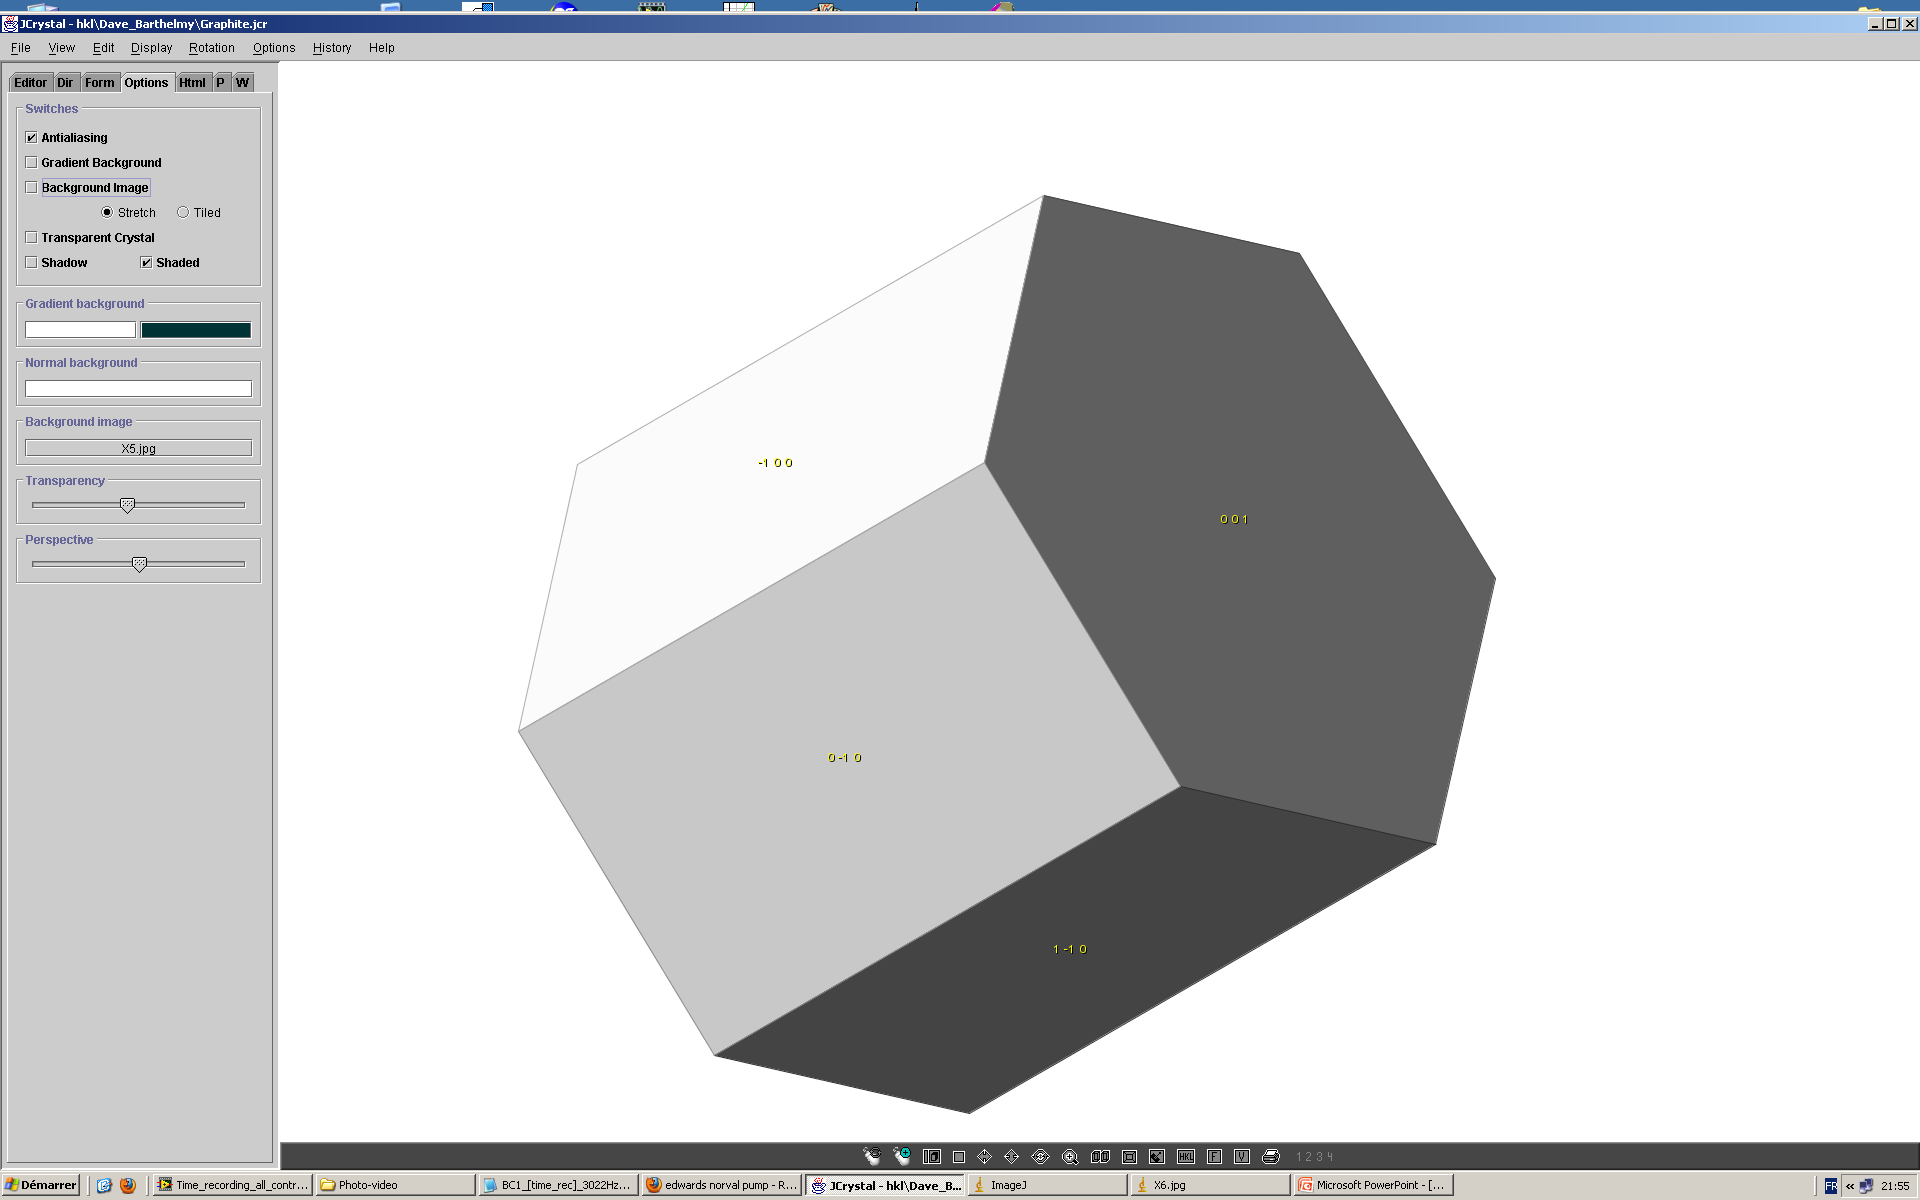 JCrystal - hkl\Dave_Barthelmy\Graphite.jcr
File View Edit Display Rotation Options History Help
Editor Dir Form Options Html P W
Switches
Antialiasing
Gradient Background
Background Image
Stretch Tiled
Transparent Crystal
Shadow Shaded
Gradient background
Normal background
Background image
X5.jpg
Transparency
Perspective
-1 0 0
0 0 1
0 -1 0
1 -1 0
HKL F V 1 2 3 4
Démarrer Time_recording_all_contr... Photo-video BC1_[time_rec]_3022Hz... edwards norval pump - R... JCrystal - hkl\Dave_B... ImageJ X6.jpg Microsoft PowerPoint - [... FR « 21:55